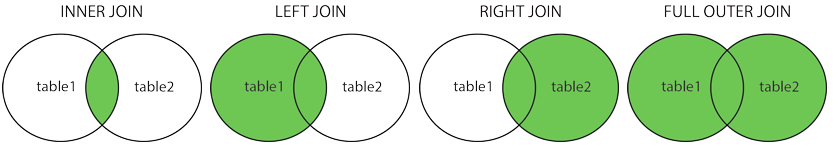 INNER JOIN
LEFT JOIN
RIGHT JOIN
FULL OUTER JOIN
table1
table2
table1
table2
table1
table2
table1
table2